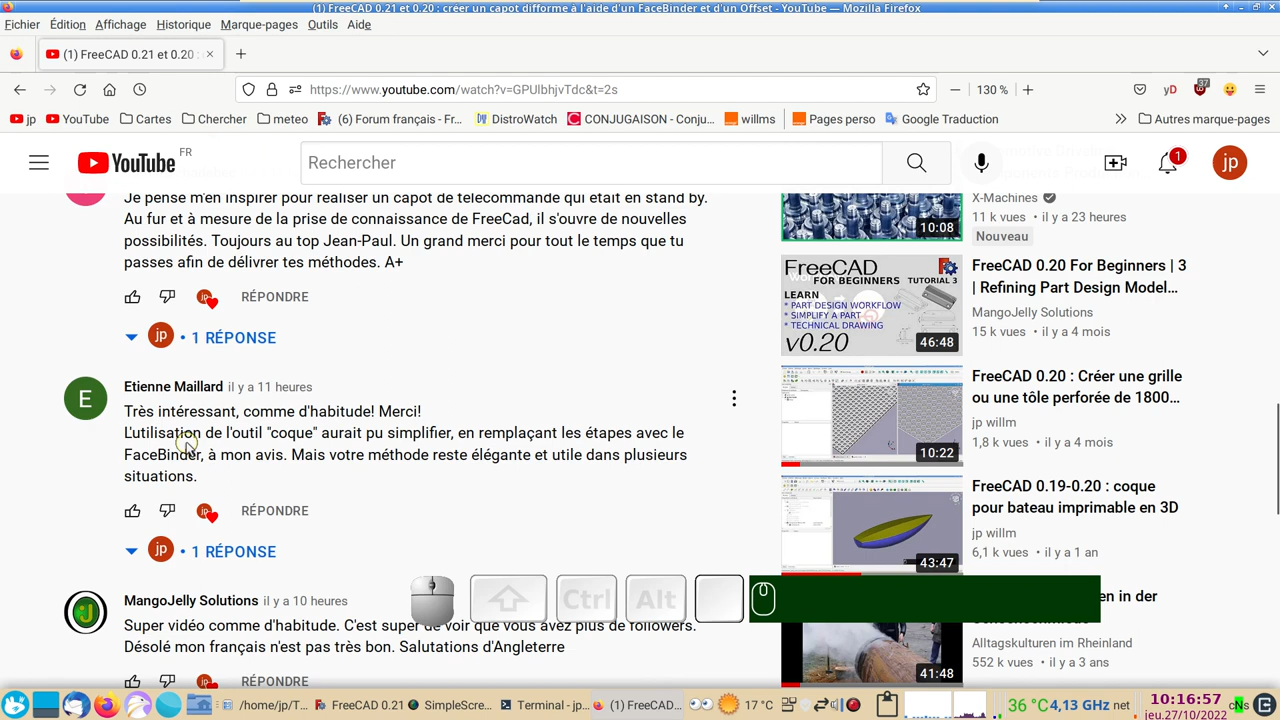 (1) FreeCAD 0.21 et 0.20 : créer un capot difforme à l'aide d'un FaceBinder et d'un Offset - YouTube — Mozilla Firefox
Fichier Édition Affichage Historique Marque-pages Outils Aide
(1) FreeCAD 0.21 et 0.20 :
https://www.youtube.com/watch?v=GPUlbhjvTdc&t=2s
130 %
yD
37
jp YouTube Cartes Chercher meteo (6) Forum français - Fr... DistroWatch CONJUGAISON - Conju... willms Pages perso Google Traduction Autres marque-pages
YouTube FR
Rechercher
1
jp
Je pense m'en inspirer pour réaliser un capot de télécommande qui était en stand by.
Au fur et à mesure de la prise de connaissance de FreeCad, il s'ouvre de nouvelles
possibilités. Toujours au top Jean-Paul. Un grand merci pour tout le temps que tu
passes afin de délivrer tes méthodes. A+
RÉPONDRE
jp • 1 RÉPONSE
E
Etienne Maillard il y a 11 heures
Très intéressant, comme d'habitude! Merci!
L'utilisation de l'outil "coque" aurait pu simplifier, en remplaçant les étapes avec le
FaceBinder, à mon avis. Mais votre méthode reste élégante et utile dans plusieurs
situations.
RÉPONDRE
jp • 1 RÉPONSE
MangoJelly Solutions il y a 10 heures
Super vidéo comme d'habitude. C'est super de voir que vous avez plus de followers.
Désolé mon français n'est pas très bon. Salutations d'Angleterre
RÉPONDRE
X-Machines
11 k vues • il y a 23 heures
Nouveau
10:08
FreeCAD
FOR BEGINNERS TUTORIAL 3
LEARN
* PART DESIGN WORKFLOW
* SIMPLIFY A PART
* TECHNICAL DRAWING
v0.20
46:48
FreeCAD 0.20 For Beginners | 3
| Refining Part Design Model...
MangoJelly Solutions
15 k vues • il y a 4 mois
10:22
FreeCAD 0.20 : Créer une grille
ou une tôle perforée de 1800...
jp willm
1,8 k vues • il y a 4 mois
43:47
FreeCAD 0.19-0.20 : coque
pour bateau imprimable en 3D
jp willm
6,1 k vues • il y a 1 an
en in der
Alltagskulturen im Rheinland
552 k vues • il y a 3 ans
41:48
Ctrl Alt
/home/jp/T... FreeCAD 0.21 SimpleScre... Terminal - jp... (1) FreeCAD... 17 °C 36 °C 4,13 GHz net 10:16:57
jeu.27/10/2022
cNs